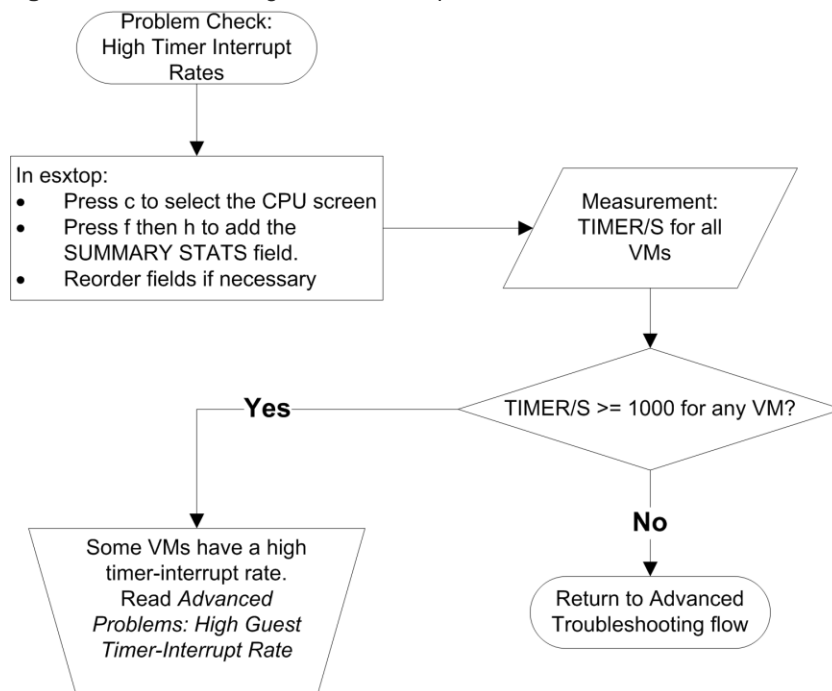 Problem Check:
High Timer Interrupt
Rates
In esxtop:
• Press c to select the CPU screen
• Press f then h to add the
SUMMARY STATS field.
• Reorder fields if necessary
Measurement:
TIMER/S for all
VMs
TIMER/S >= 1000 for any VM?
Yes
No
Some VMs have a high
timer-interrupt rate.
Read Advanced
Problems: High Guest
Timer-Interrupt Rate
Return to Advanced
Troubleshooting flow